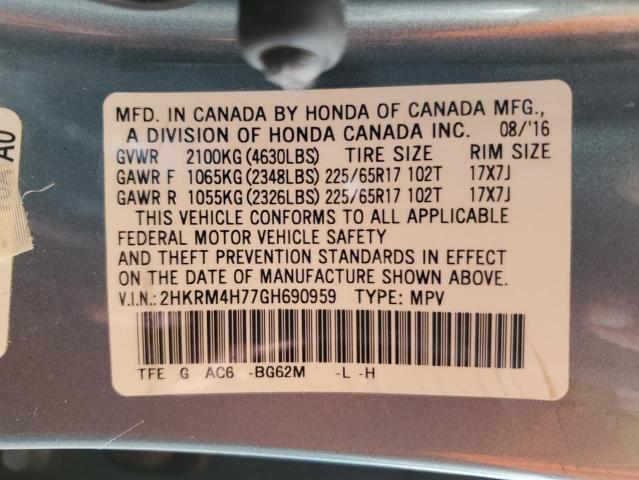 MFD. IN CANADA BY HONDA OF CANADA MFG.,
A DIVISION OF HONDA CANADA INC. 08/'16
GVWR 2100KG (4630LBS) TIRE SIZE RIM SIZE
GAWR F 1065KG (2348LBS) 225/65R17 102T 17X7J
GAWR R 1055KG (2326LBS) 225/65R17 102T 17X7J
THIS VEHICLE CONFORMS TO ALL APPLICABLE
FEDERAL MOTOR VEHICLE SAFETY
AND THEFT PREVENTION STANDARDS IN EFFECT
ON THE DATE OF MANUFACTURE SHOWN ABOVE.
V.I.N.: 2HKRM4H77GH690959 TYPE: MPV
TFE G AC6 -BG62M -L -H
A0